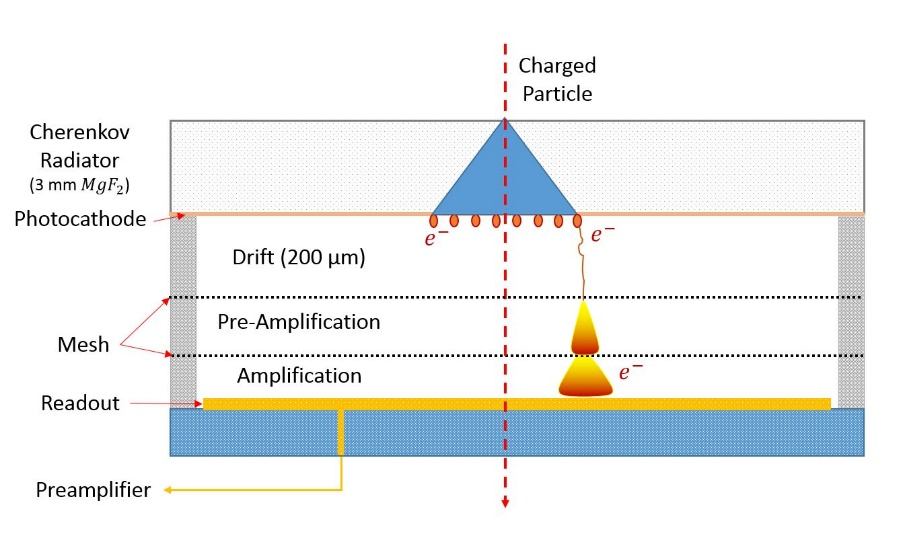 Charged
Particle
Cherenkov
Radiator
(3 mm MgF₂)
Photocathode
e⁻
e⁻
Drift (200 µm)
Pre-Amplification
Mesh
Amplification
e⁻
Readout
Preamplifier